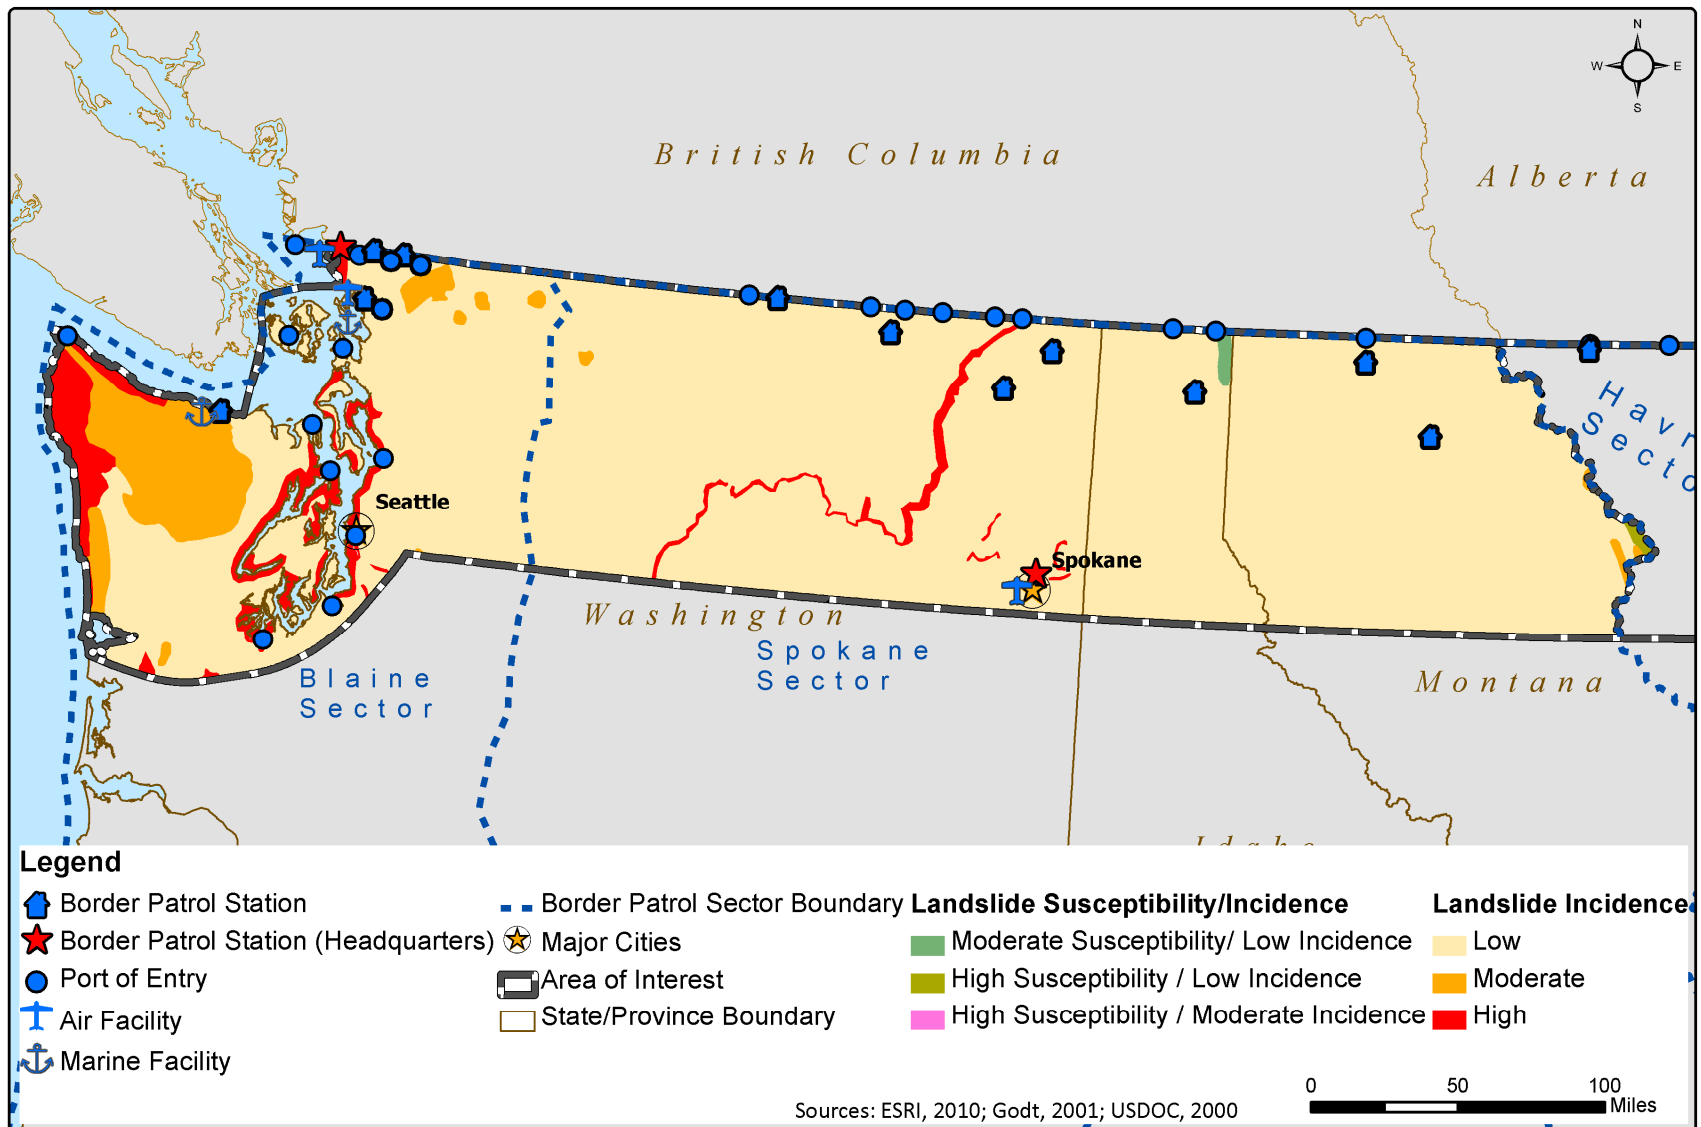 N
W E
S
British Columbia
Alberta
Havr
Secto
Seattle
Spokane
Washington
Spokane
Sector
Blaine
Sector
Montana
Idaho
Legend
Border Patrol Station
Border Patrol Station (Headquarters)
Port of Entry
Air Facility
Marine Facility
Border Patrol Sector Boundary
Major Cities
Area of Interest
State/Province Boundary
Landslide Susceptibility/Incidence
Moderate Susceptibility/ Low Incidence
High Susceptibility / Low Incidence
High Susceptibility / Moderate Incidence
Landslide Incidence
Low
Moderate
High
0 50 100
Miles
Sources: ESRI, 2010; Godt, 2001; USDOC, 2000